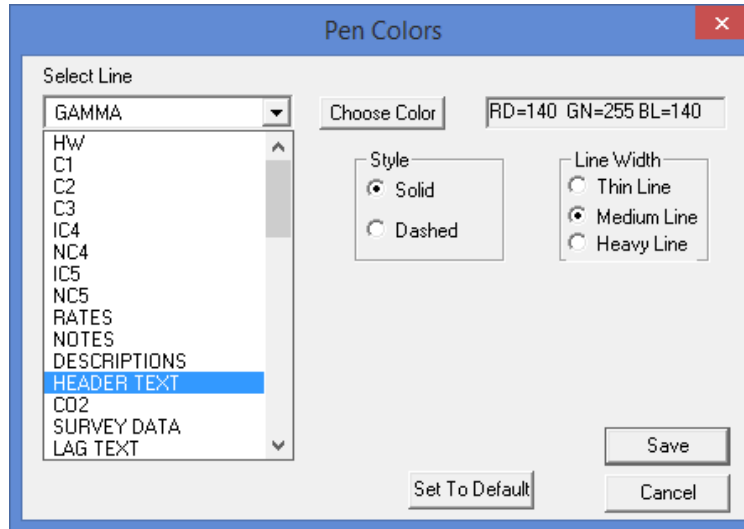 Pen Colors
Select Line
GAMMA
Choose Color
RD=140 GN=255 BL=140
HW
C1
C2
C3
IC4
NC4
IC5
NC5
RATES
NOTES
DESCRIPTIONS
HEADER TEXT
CO2
SURVEY DATA
LAG TEXT
Style
Solid
Dashed
Line Width
Thin Line
Medium Line
Heavy Line
Save
Set To Default
Cancel